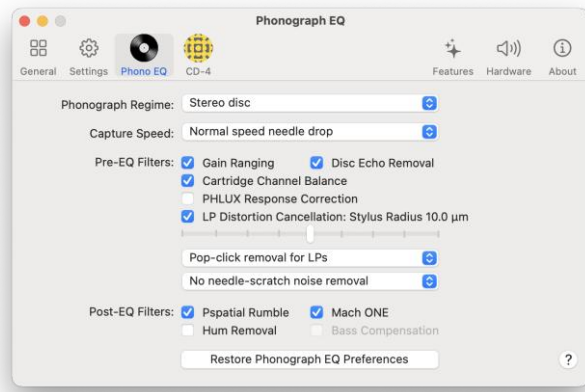 Phonograph EQ
General Settings Phono EQ CD-4 Features Hardware About
Phonograph Regime: Stereo disc
Capture Speed: Normal speed needle drop
Pre-EQ Filters: Gain Ranging Disc Echo Removal
Cartridge Channel Balance
PHLUX Response Correction
LP Distortion Cancellation: Stylus Radius 10.0 µm
Pop-click removal for LPs
No needle-scratch noise removal
Post-EQ Filters: Pspatial Rumble Mach ONE
Hum Removal Bass Compensation
Restore Phonograph EQ Preferences ?